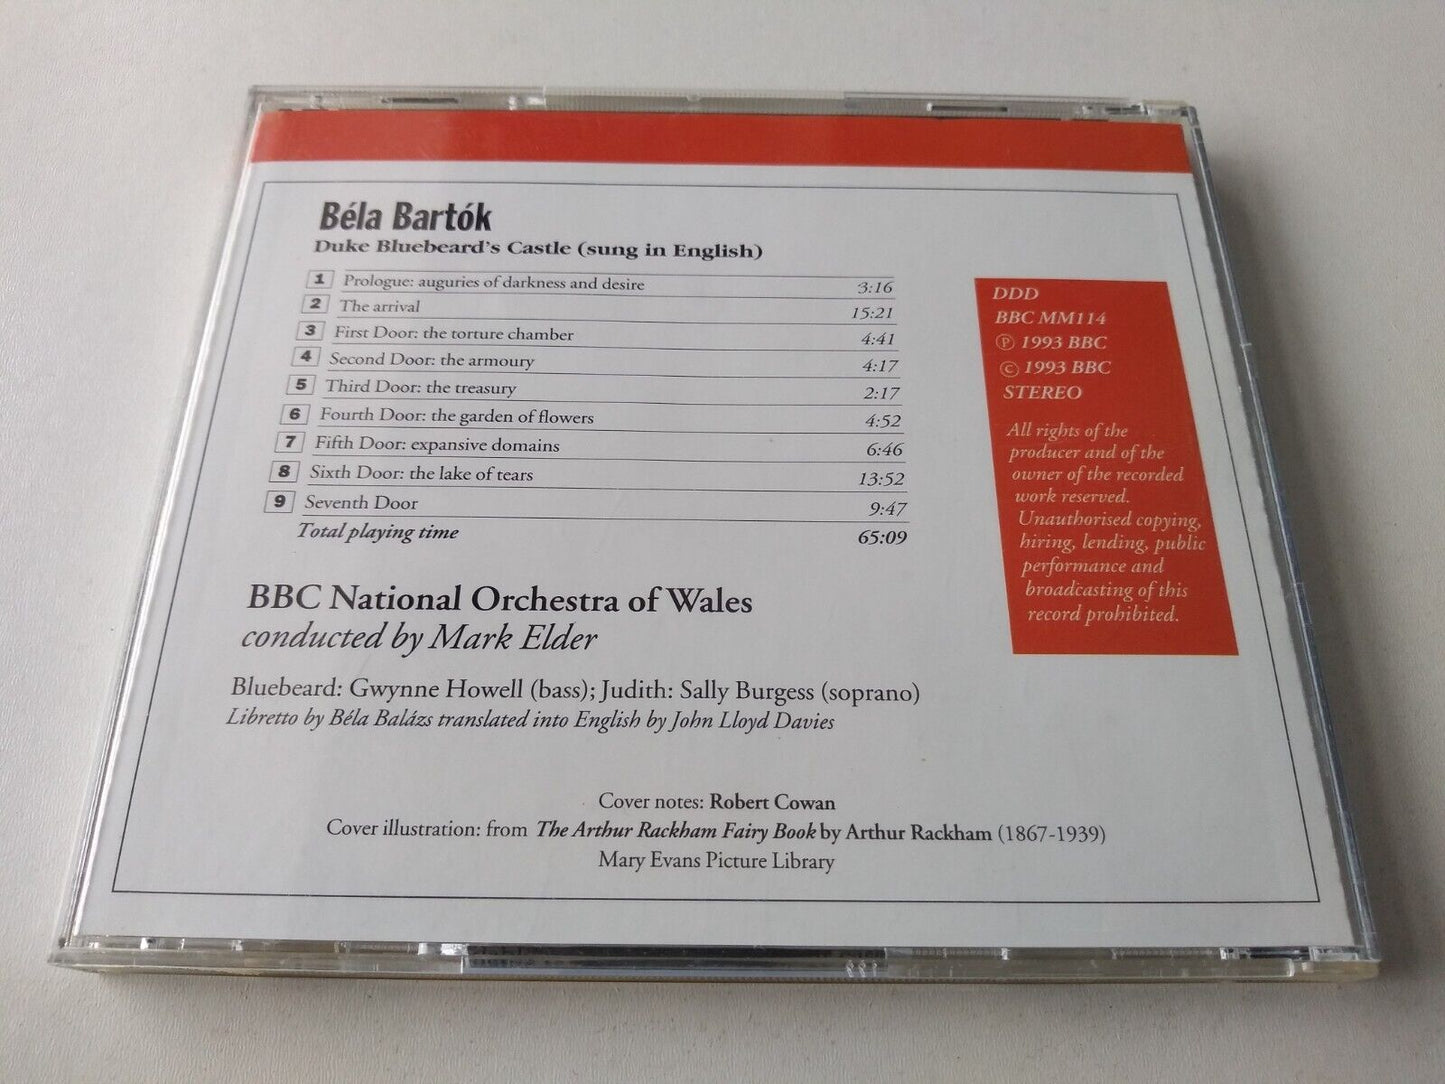 Béla Bartók
Duke Bluebeard's Castle (sung in English)
1 Prologue: auguries of darkness and desire 3:16
2 The arrival 15:21
3 First Door: the torture chamber 4:41
4 Second Door: the armoury 4:17
5 Third Door: the treasury 2:17
6 Fourth Door: the garden of flowers 4:52
7 Fifth Door: expansive domains 6:46
8 Sixth Door: the lake of tears 13:52
9 Seventh Door 9:47
Total playing time 65:09
BBC National Orchestra of Wales
conducted by Mark Elder
Bluebeard: Gwynne Howell (bass); Judith: Sally Burgess (soprano)
Libretto by Béla Balázs translated into English by John Lloyd Davies
Cover notes: Robert Cowan
Cover illustration: from The Arthur Rackham Fairy Book by Arthur Rackham (1867-1939)
Mary Evans Picture Library
DDD
BBC MM114
℗ 1993 BBC
© 1993 BBC
STEREO
All rights of the
producer and of the
owner of the recorded
work reserved.
Unauthorised copying,
hiring, lending, public
performance and
broadcasting of this
record prohibited.